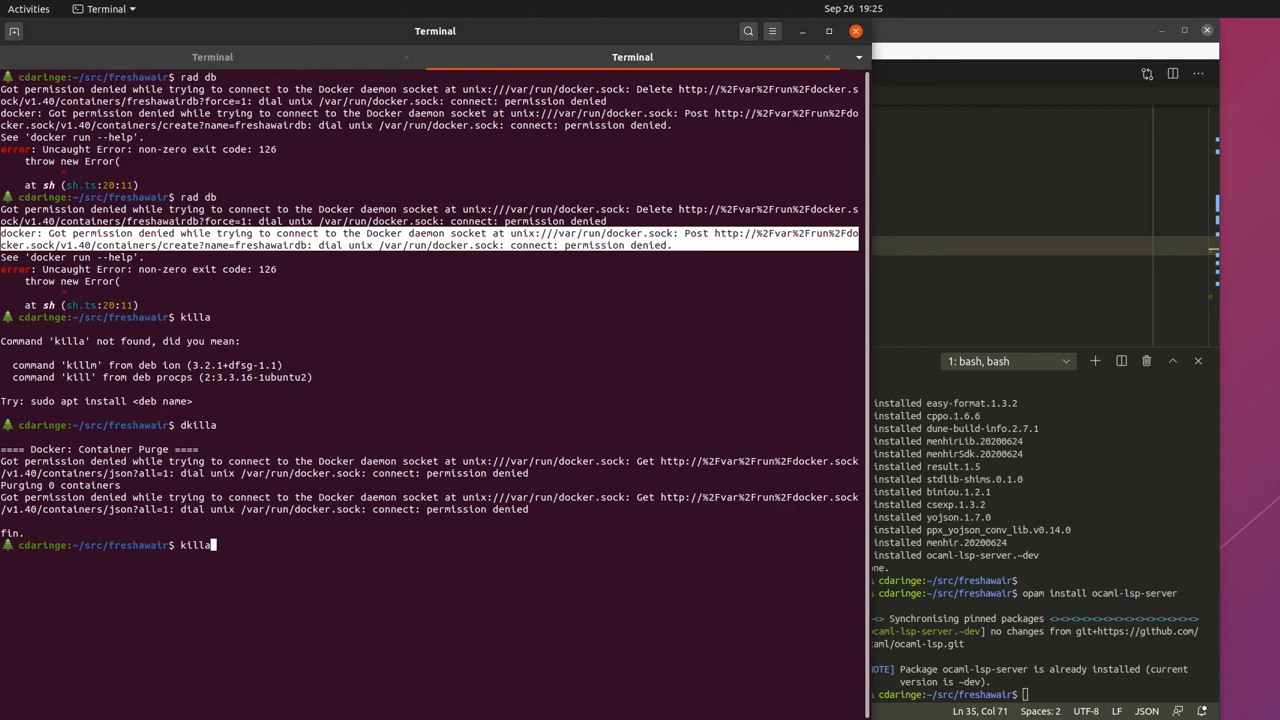 Activities
Terminal
Sep 26 19:25
Terminal
Terminal
Terminal
cdaringe:~/src/freshawair$ rad db
Got permission denied while trying to connect to the Docker daemon socket at unix:///var/run/docker.sock: Delete http://%2Fvar%2Frun%2Fdocker.s
ock/v1.40/containers/freshawairdb?force=1: dial unix /var/run/docker.sock: connect: permission denied
docker: Got permission denied while trying to connect to the Docker daemon socket at unix:///var/run/docker.sock: Post http://%2Fvar%2Frun%2Fdo
cker.sock/v1.40/containers/create?name=freshawairdb: dial unix /var/run/docker.sock: connect: permission denied.
See 'docker run --help'.
error: Uncaught Error: non-zero exit code: 126
throw new Error(
^
at sh (sh.ts:20:11)
cdaringe:~/src/freshawair$ rad db
Got permission denied while trying to connect to the Docker daemon socket at unix:///var/run/docker.sock: Delete http://%2Fvar%2Frun%2Fdocker.s
ock/v1.40/containers/freshawairdb?force=1: dial unix /var/run/docker.sock: connect: permission denied
docker: Got permission denied while trying to connect to the Docker daemon socket at unix:///var/run/docker.sock: Post http://%2Fvar%2Frun%2Fdo
cker.sock/v1.40/containers/create?name=freshawairdb: dial unix /var/run/docker.sock: connect: permission denied.
See 'docker run --help'.
error: Uncaught Error: non-zero exit code: 126
throw new Error(
^
at sh (sh.ts:20:11)
cdaringe:~/src/freshawair$ killa
Command 'killa' not found, did you mean:
command 'killm' from deb ion (3.2.1+dfsg-1.1)
command 'kill' from deb procps (2:3.3.16-1ubuntu2)
Try: sudo apt install <deb name>
cdaringe:~/src/freshawair$ dkilla
==== Docker: Container Purge ====
Got permission denied while trying to connect to the Docker daemon socket at unix:///var/run/docker.sock: Get http://%2Fvar%2Frun%2Fdocker.sock
/v1.40/containers/json?all=1: dial unix /var/run/docker.sock: connect: permission denied
Purging 0 containers
Got permission denied while trying to connect to the Docker daemon socket at unix:///var/run/docker.sock: Get http://%2Fvar%2Frun%2Fdocker.sock
/v1.40/containers/json?all=1: dial unix /var/run/docker.sock: connect: permission denied
fin.
cdaringe:~/src/freshawair$ killa
1: bash, bash
installed easy-format.1.3.2
installed cppo.1.6.6
installed dune-build-info.2.7.1
installed menhirLib.20200624
installed menhirSdk.20200624
installed result.1.5
installed stdlib-shims.0.1.0
installed biniou.1.2.1
installed csexp.1.3.2
installed yojson.1.7.0
installed ppx_yojson_conv_lib.v0.14.0
installed menhir.20200624
installed ocaml-lsp-server.~dev
one.
cdaringe:~/src/freshawair$
cdaringe:~/src/freshawair$ opam install ocaml-lsp-server
<> Synchronising pinned packages <><><><><><><><><><><><>
ocaml-lsp-server.~dev] no changes from git+https://github.com/
caml/ocaml-lsp.git
NOTE] Package ocaml-lsp-server is already installed (current
version is ~dev).
cdaringe:~/src/freshawair$
Ln 35, Col 71 Spaces: 2 UTF-8 LF JSON